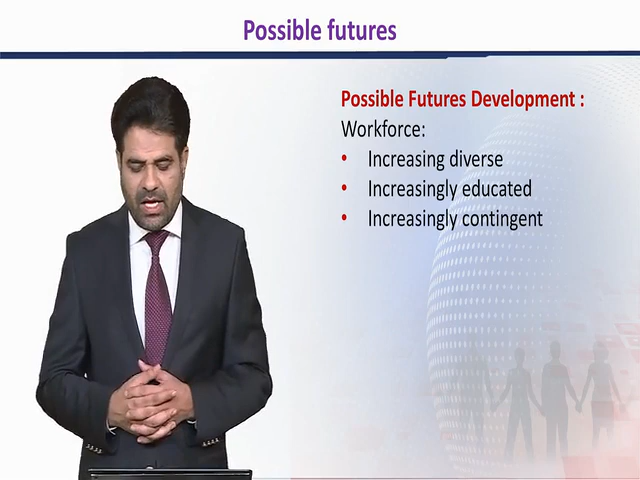 Possible futures
Possible Futures Development :
Workforce:
• Increasing diverse
• Increasingly educated
• Increasingly contingent